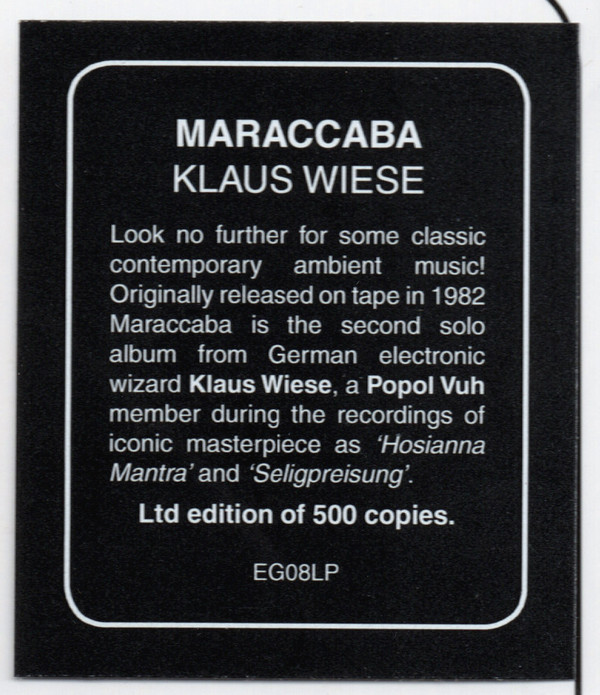 MARACCABA
KLAUS WIESE
Look no further for some classic
contemporary ambient music!
Originally released on tape in 1982
Maraccaba is the second solo
album from German electronic
wizard Klaus Wiese, a Popol Vuh
member during the recordings of
iconic masterpiece as 'Hosianna
Mantra' and 'Seligpreisung'.
Ltd edition of 500 copies.
EG08LP